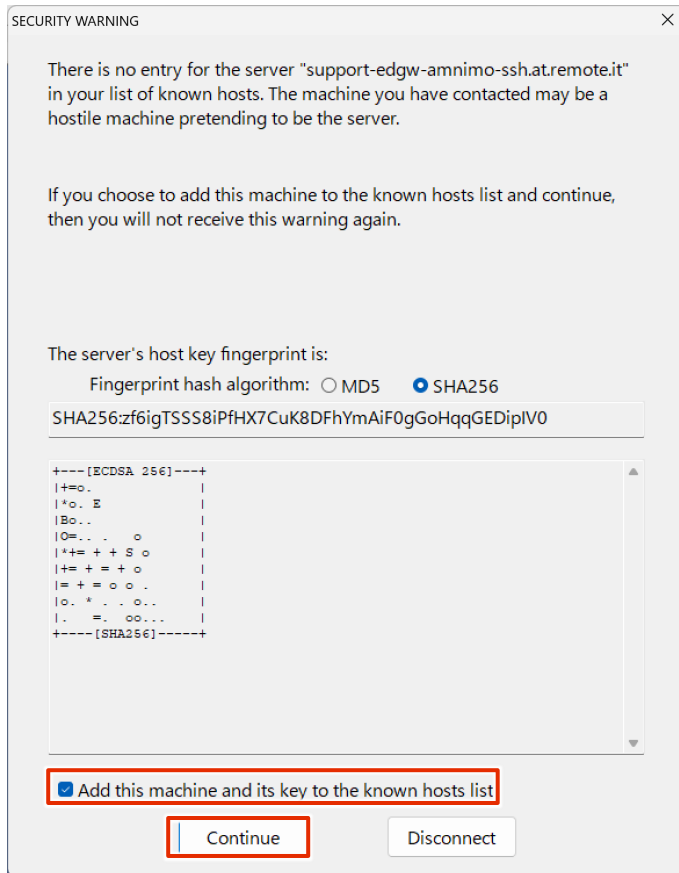 SECURITY WARNING
There is no entry for the server "support-edgw-amnimo-ssh.at.remote.it"
in your list of known hosts. The machine you have contacted may be a
hostile machine pretending to be the server.
If you choose to add this machine to the known hosts list and continue,
then you will not receive this warning again.
The server's host key fingerprint is:
Fingerprint hash algorithm: MD5 SHA256
SHA256:zf6igTSSS8iPfHX7CuK8DFhYmAiF0gGoHqqGEDipIV0
+---[ECDSA 256]---+
|+=o.             |
|*o. E            |
|Bo..             |
|O=.. .   o       |
|*+= + + S o      |
|+= + = + o       |
|= + = o o .      |
|o. * . . o..     |
|.   =.  oo...    |
+----[SHA256]-----+
Add this machine and its key to the known hosts list
Continue Disconnect